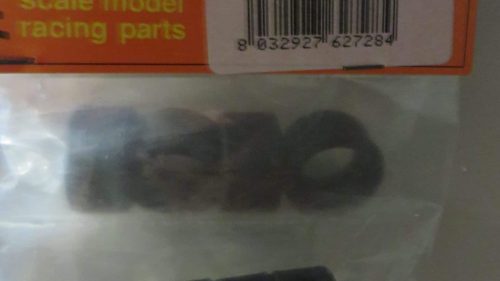 scale model
racing parts
8 032927 627284